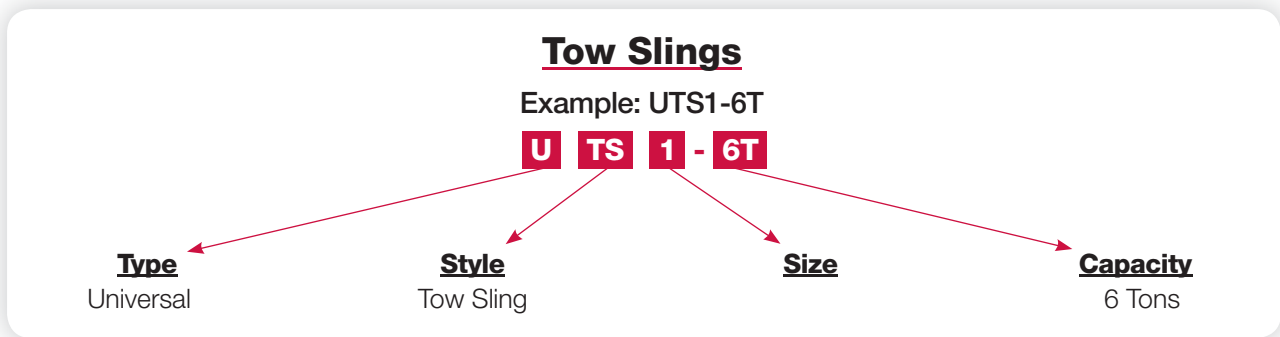 Tow Slings
Example: UTS1-6T
U TS 1 - 6T
Type Style Size Capacity
Universal Tow Sling 6 Tons